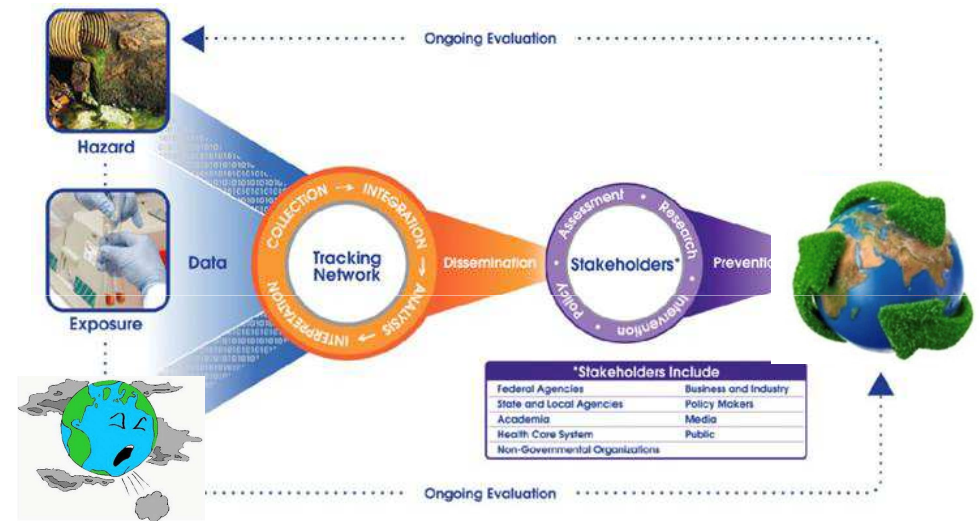 Ongoing Evaluation
Hazard
Exposure
Data
COLLECTION → INTEGRATION → ANALYSIS → INTERPRETATION
Tracking
Network
Dissemination
Assessment • Research • Intervention • Policy •
Stakeholders*
Preventio
*Stakeholders Include
Federal Agencies Business and Industry
State and Local Agencies Policy Makers
Academia Media
Health Care System Public
Non-Governmental Organizations
Ongoing Evaluation